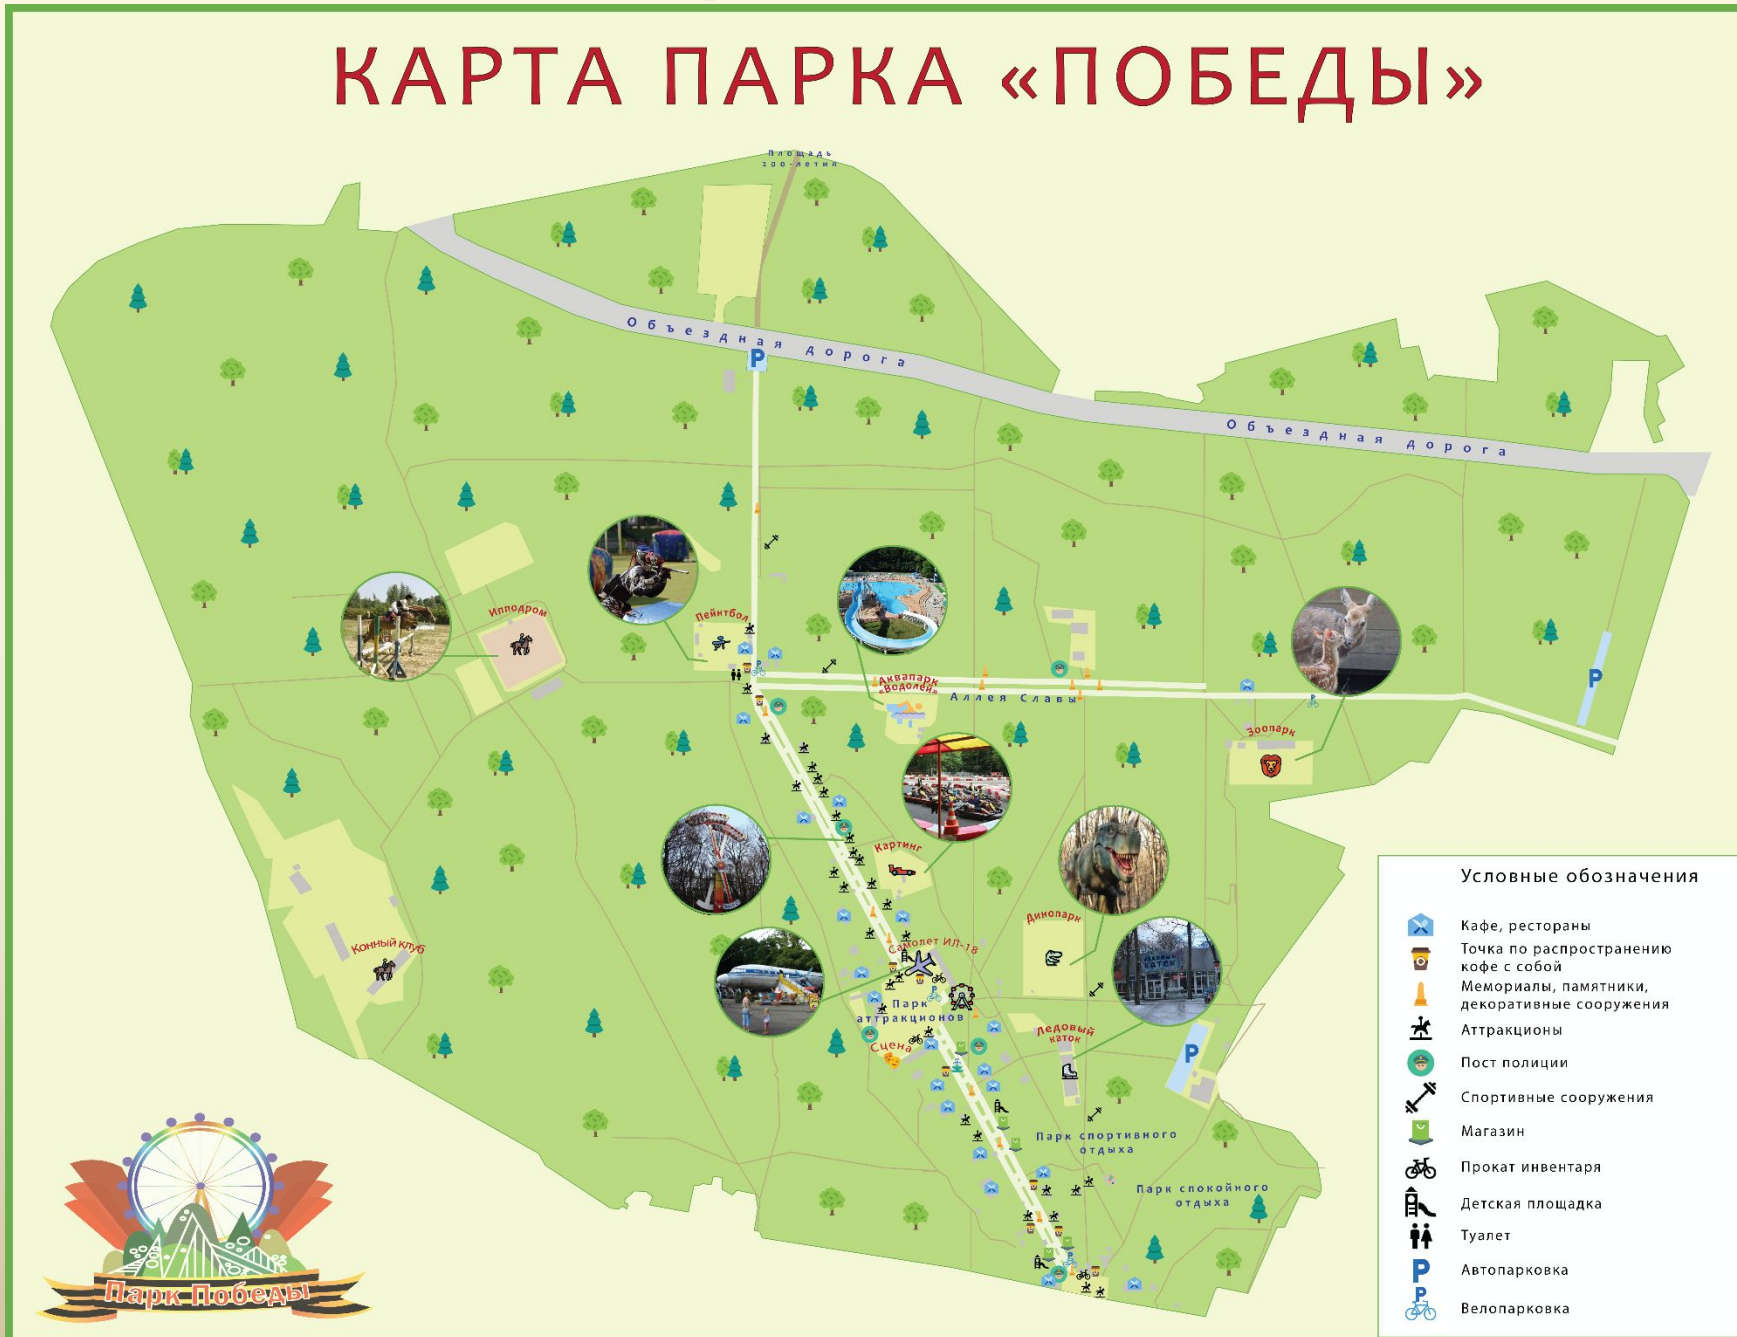 КАРТА ПАРКА «ПОБЕДЫ»
Площадь
200-летия
Объездная дорога
P
Объездная дорога
Ипподром
Пейнтбол
Аквапарк
«Водолей»
Аллея Славы
P
Зоопарк
Картинг
Динопарк
Конный клуб
Самолет ИЛ-18
ЛЕДОВЫЙ
КАТОК
Парк
аттракционов
Сцена
Ледовый
каток
P
Парк спортивного
отдыха
Парк спокойного
отдыха
Парк Победы
Условные обозначения
Кафе, рестораны
Точка по распространению
кофе с собой
Мемориалы, памятники,
декоративные сооружения
Аттракционы
Пост полиции
Спортивные сооружения
Магазин
Прокат инвентаря
Детская площадка
Туалет
P Автопарковка
P Велопарковка